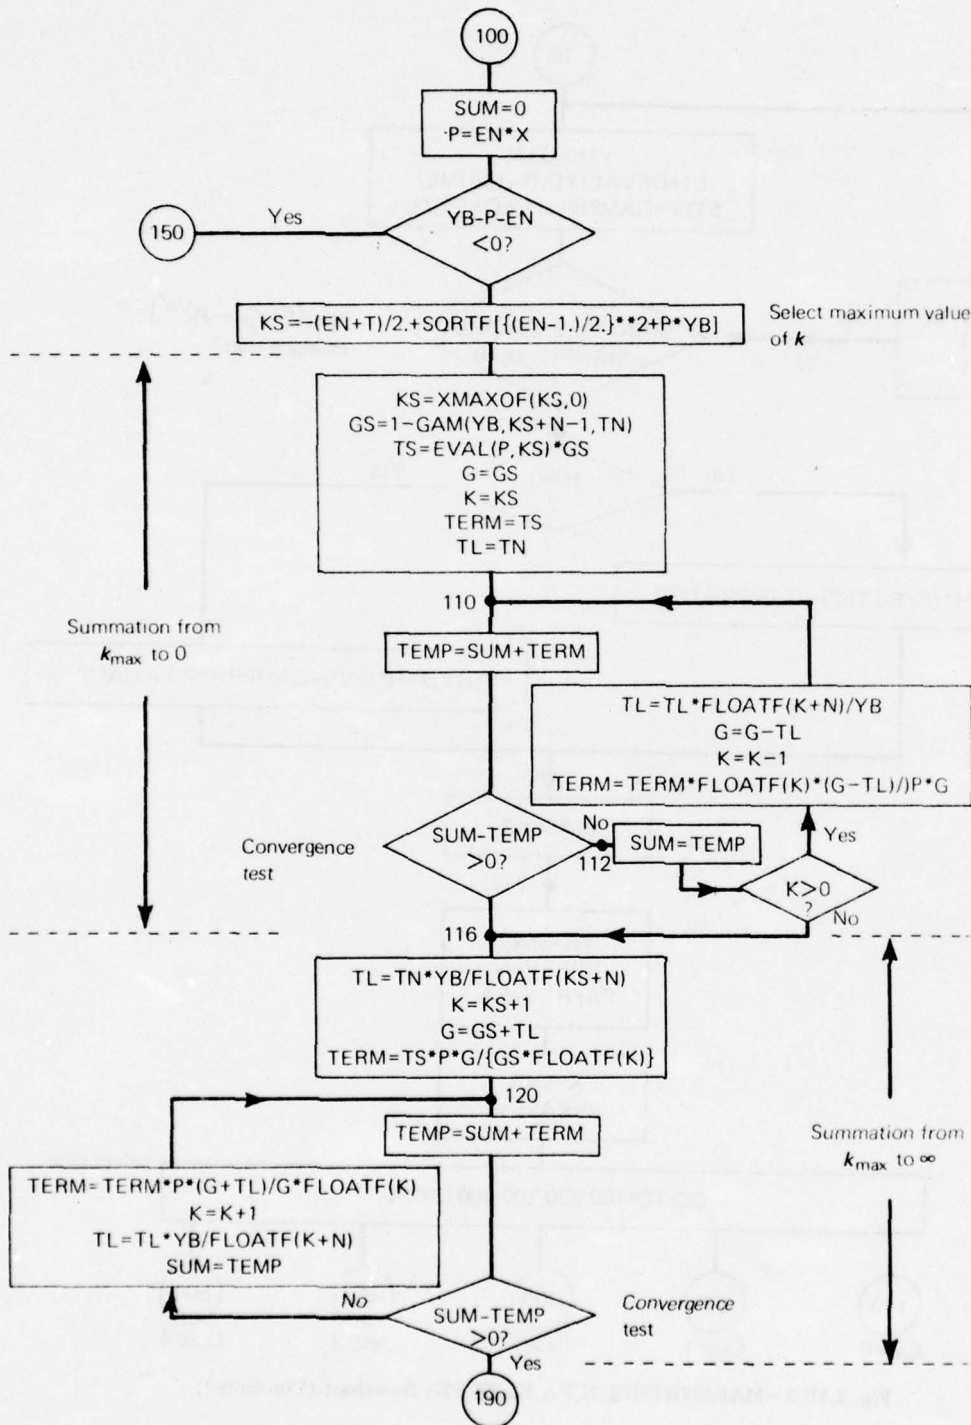 100
SUM=0
P=EN*X
150
Yes
YB-P-EN
<0?
KS=-(EN+T)/2.+SQRTF[{(EN-1.)/2.}**2+P*YB]
Select maximum value
of k
KS=XMAXOF(KS,0)
GS=1-GAM(YB,KS+N-1,TN)
TS=EVAL(P,KS)*GS
G=GS
K=KS
TERM=TS
TL=TN
110
Summation from
kmax to 0
TEMP=SUM+TERM
TL=TL*FLOATF(K+N)/YB
G=G-TL
K=K-1
TERM=TERM*FLOATF(K)*(G-TL)/)P*G
Convergence
test
SUM-TEMP
>0?
No
112
SUM=TEMP
Yes
K>0
?
No
116
TL=TN*YB/FLOATF(KS+N)
K=KS+1
G=GS+TL
TERM=TS*P*G/{GS*FLOATF(K)}
120
TEMP=SUM+TERM
Summation from
kmax to ∞
TERM=TERM*P*(G+TL)/G*FLOATF(K)
K=K+1
TL=TL*YB/FLOATF(K+N)
SUM=TEMP
No
SUM-TEMP
>0?
Convergence
test
Yes
190